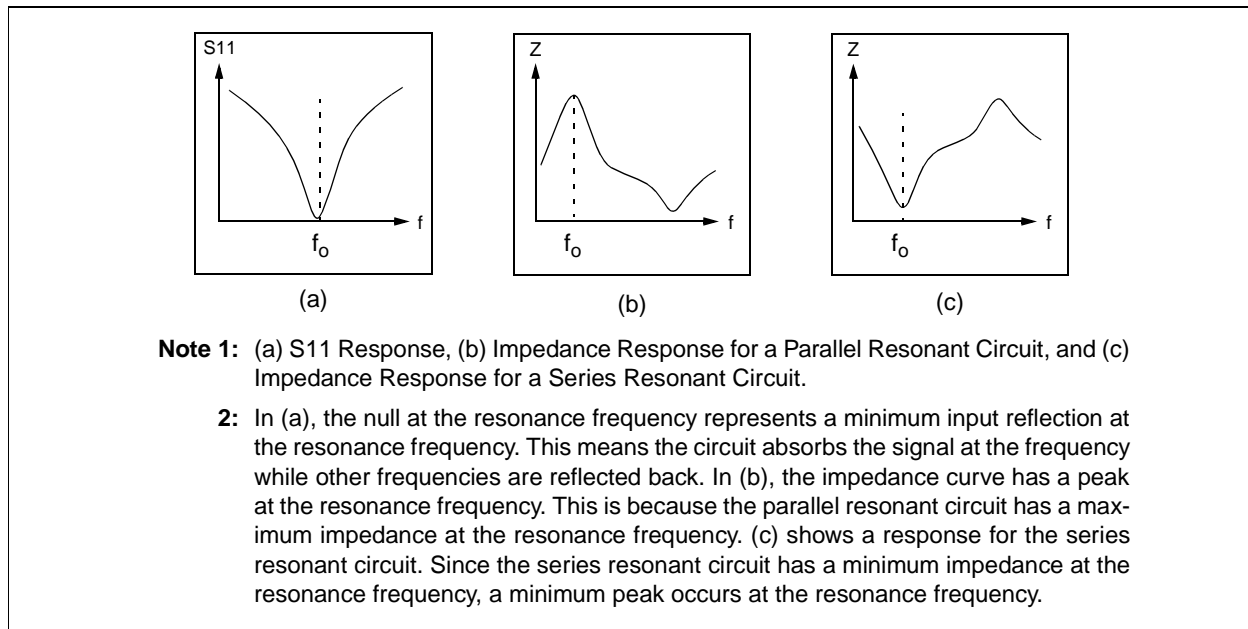 S11
f
fo
(a)
Z
f
fo
(b)
Z
f
fo
(c)
Note 1: (a) S11 Response, (b) Impedance Response for a Parallel Resonant Circuit, and (c)
Impedance Response for a Series Resonant Circuit.
2: In (a), the null at the resonance frequency represents a minimum input reflection at
the resonance frequency. This means the circuit absorbs the signal at the frequency
while other frequencies are reflected back. In (b), the impedance curve has a peak
at the resonance frequency. This is because the parallel resonant circuit has a max-
imum impedance at the resonance frequency. (c) shows a response for the series
resonant circuit. Since the series resonant circuit has a minimum impedance at the
resonance frequency, a minimum peak occurs at the resonance frequency.